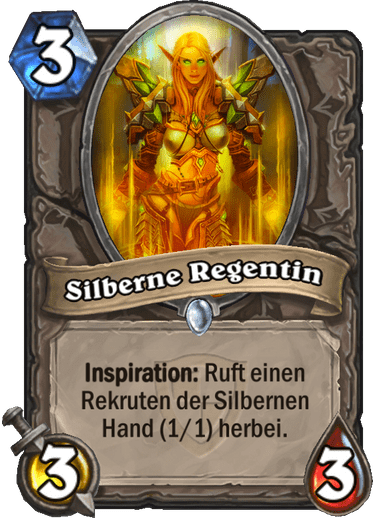 3
Silberne Regentin
Inspiration: Ruft einen
Rekruten der Silbernen
Hand (1/1) herbei.
3
3